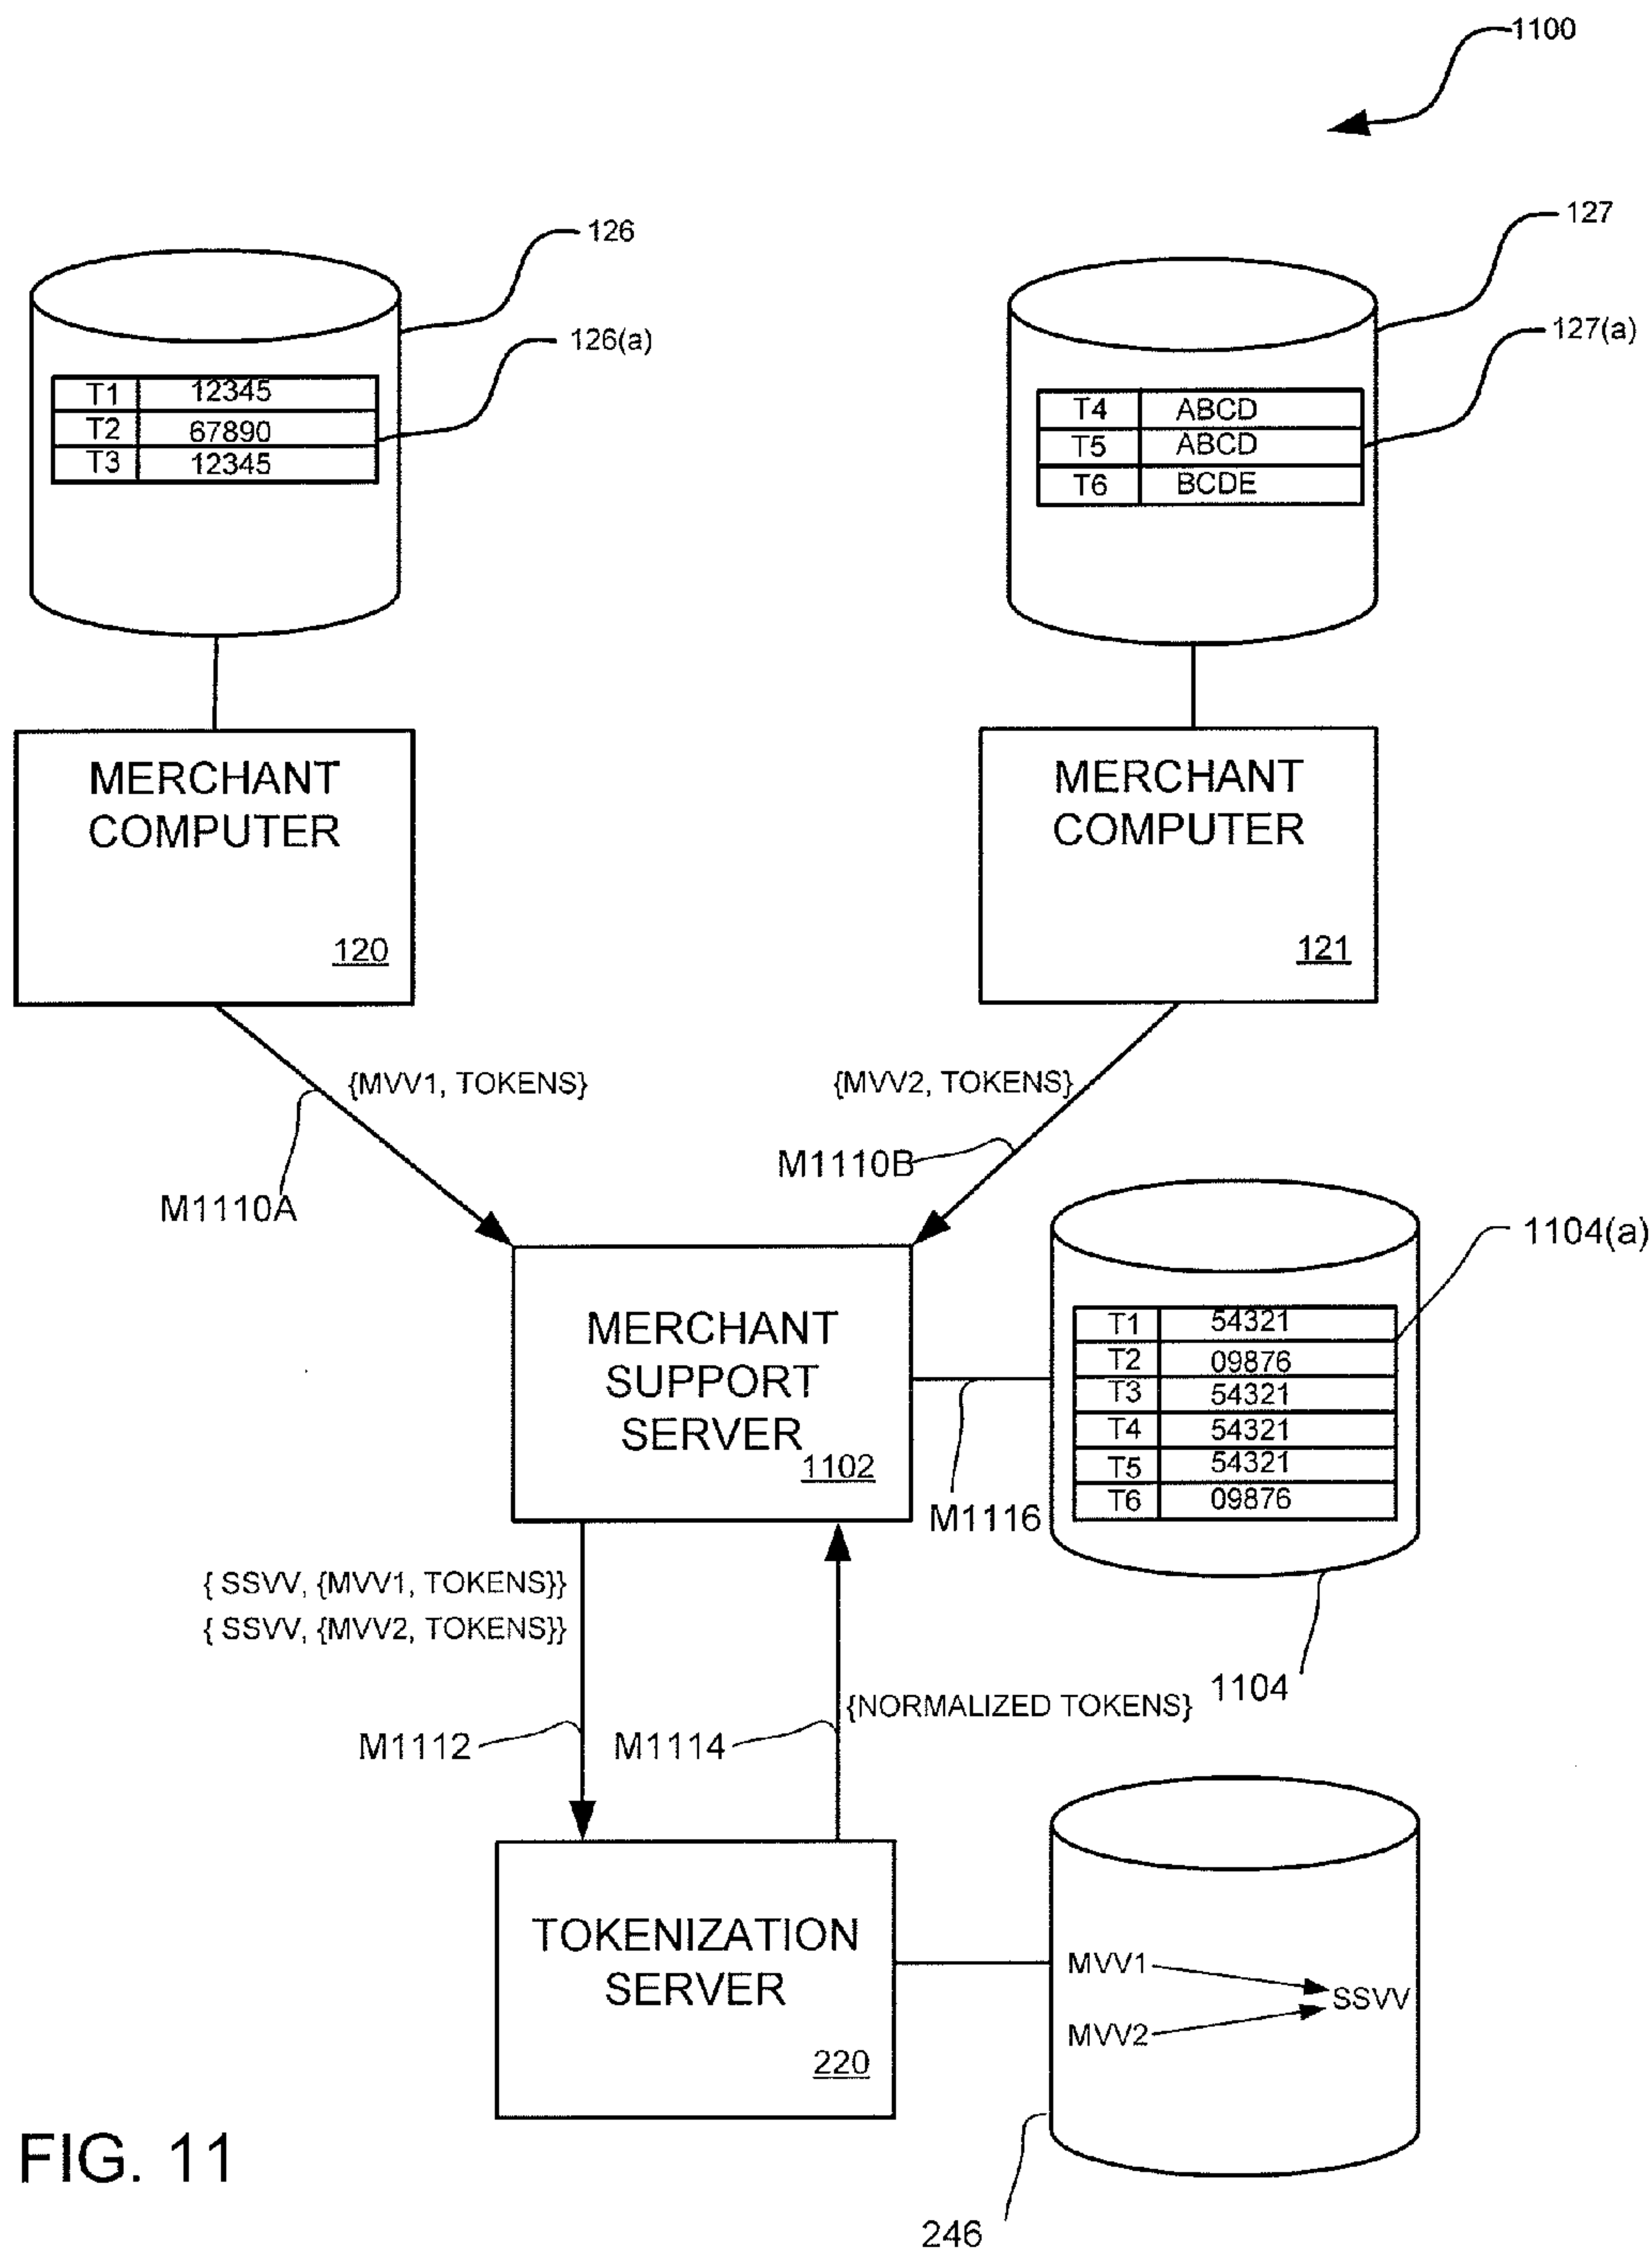 1100
126
127
126(a)
127(a)
T1 12345
T2 67890
T3 12345
T4 ABCD
T5 ABCD
T6 BCDE
MERCHANT
COMPUTER
120
MERCHANT
COMPUTER
121
{MVV1, TOKENS}
{MVV2, TOKENS}
M1110A
M1110B
1104(a)
MERCHANT
SUPPORT
SERVER
1102
T1 54321
T2 09876
T3 54321
T4 54321
T5 54321
T6 09876
M1116
{ SSVV, {MVV1, TOKENS}}
{ SSVV, {MVV2, TOKENS}}
1104
{NORMALIZED TOKENS}
M1112
M1114
TOKENIZATION
SERVER
220
MVV1
SSVV
MVV2
246
FIG. 11